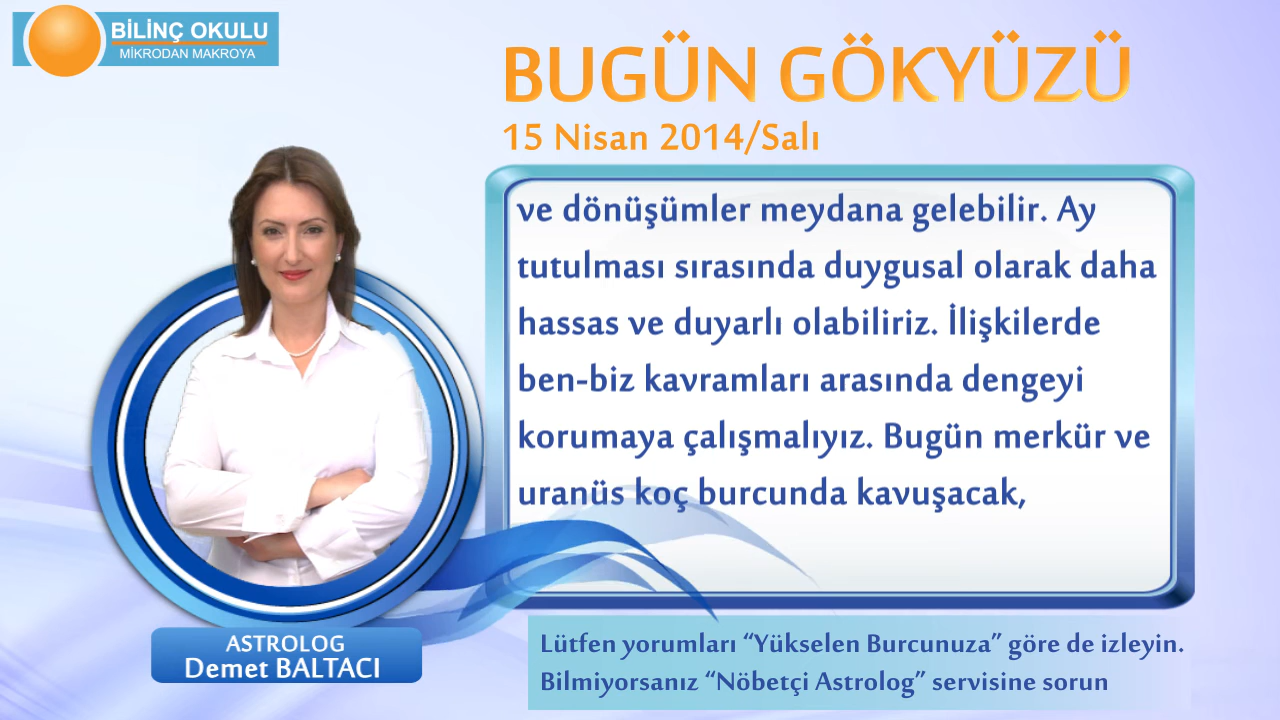 BİLİNÇ OKULU
MİKRODAN MAKROYA
BUGÜN GÖKYÜZÜ
15 Nisan 2014/Salı
ve dönüşümler meydana gelebilir. Ay
tutulması sırasında duygusal olarak daha
hassas ve duyarlı olabiliriz. İlişkilerde
ben-biz kavramları arasında dengeyi
korumaya çalışmalıyız. Bugün merkür ve
uranüs koç burcunda kavuşacak,
ASTROLOG
Demet BALTACI
Lütfen yorumları “Yükselen Burcunuza” göre de izleyin.
Bilmiyorsanız “Nöbetçi Astrolog” servisine sorun